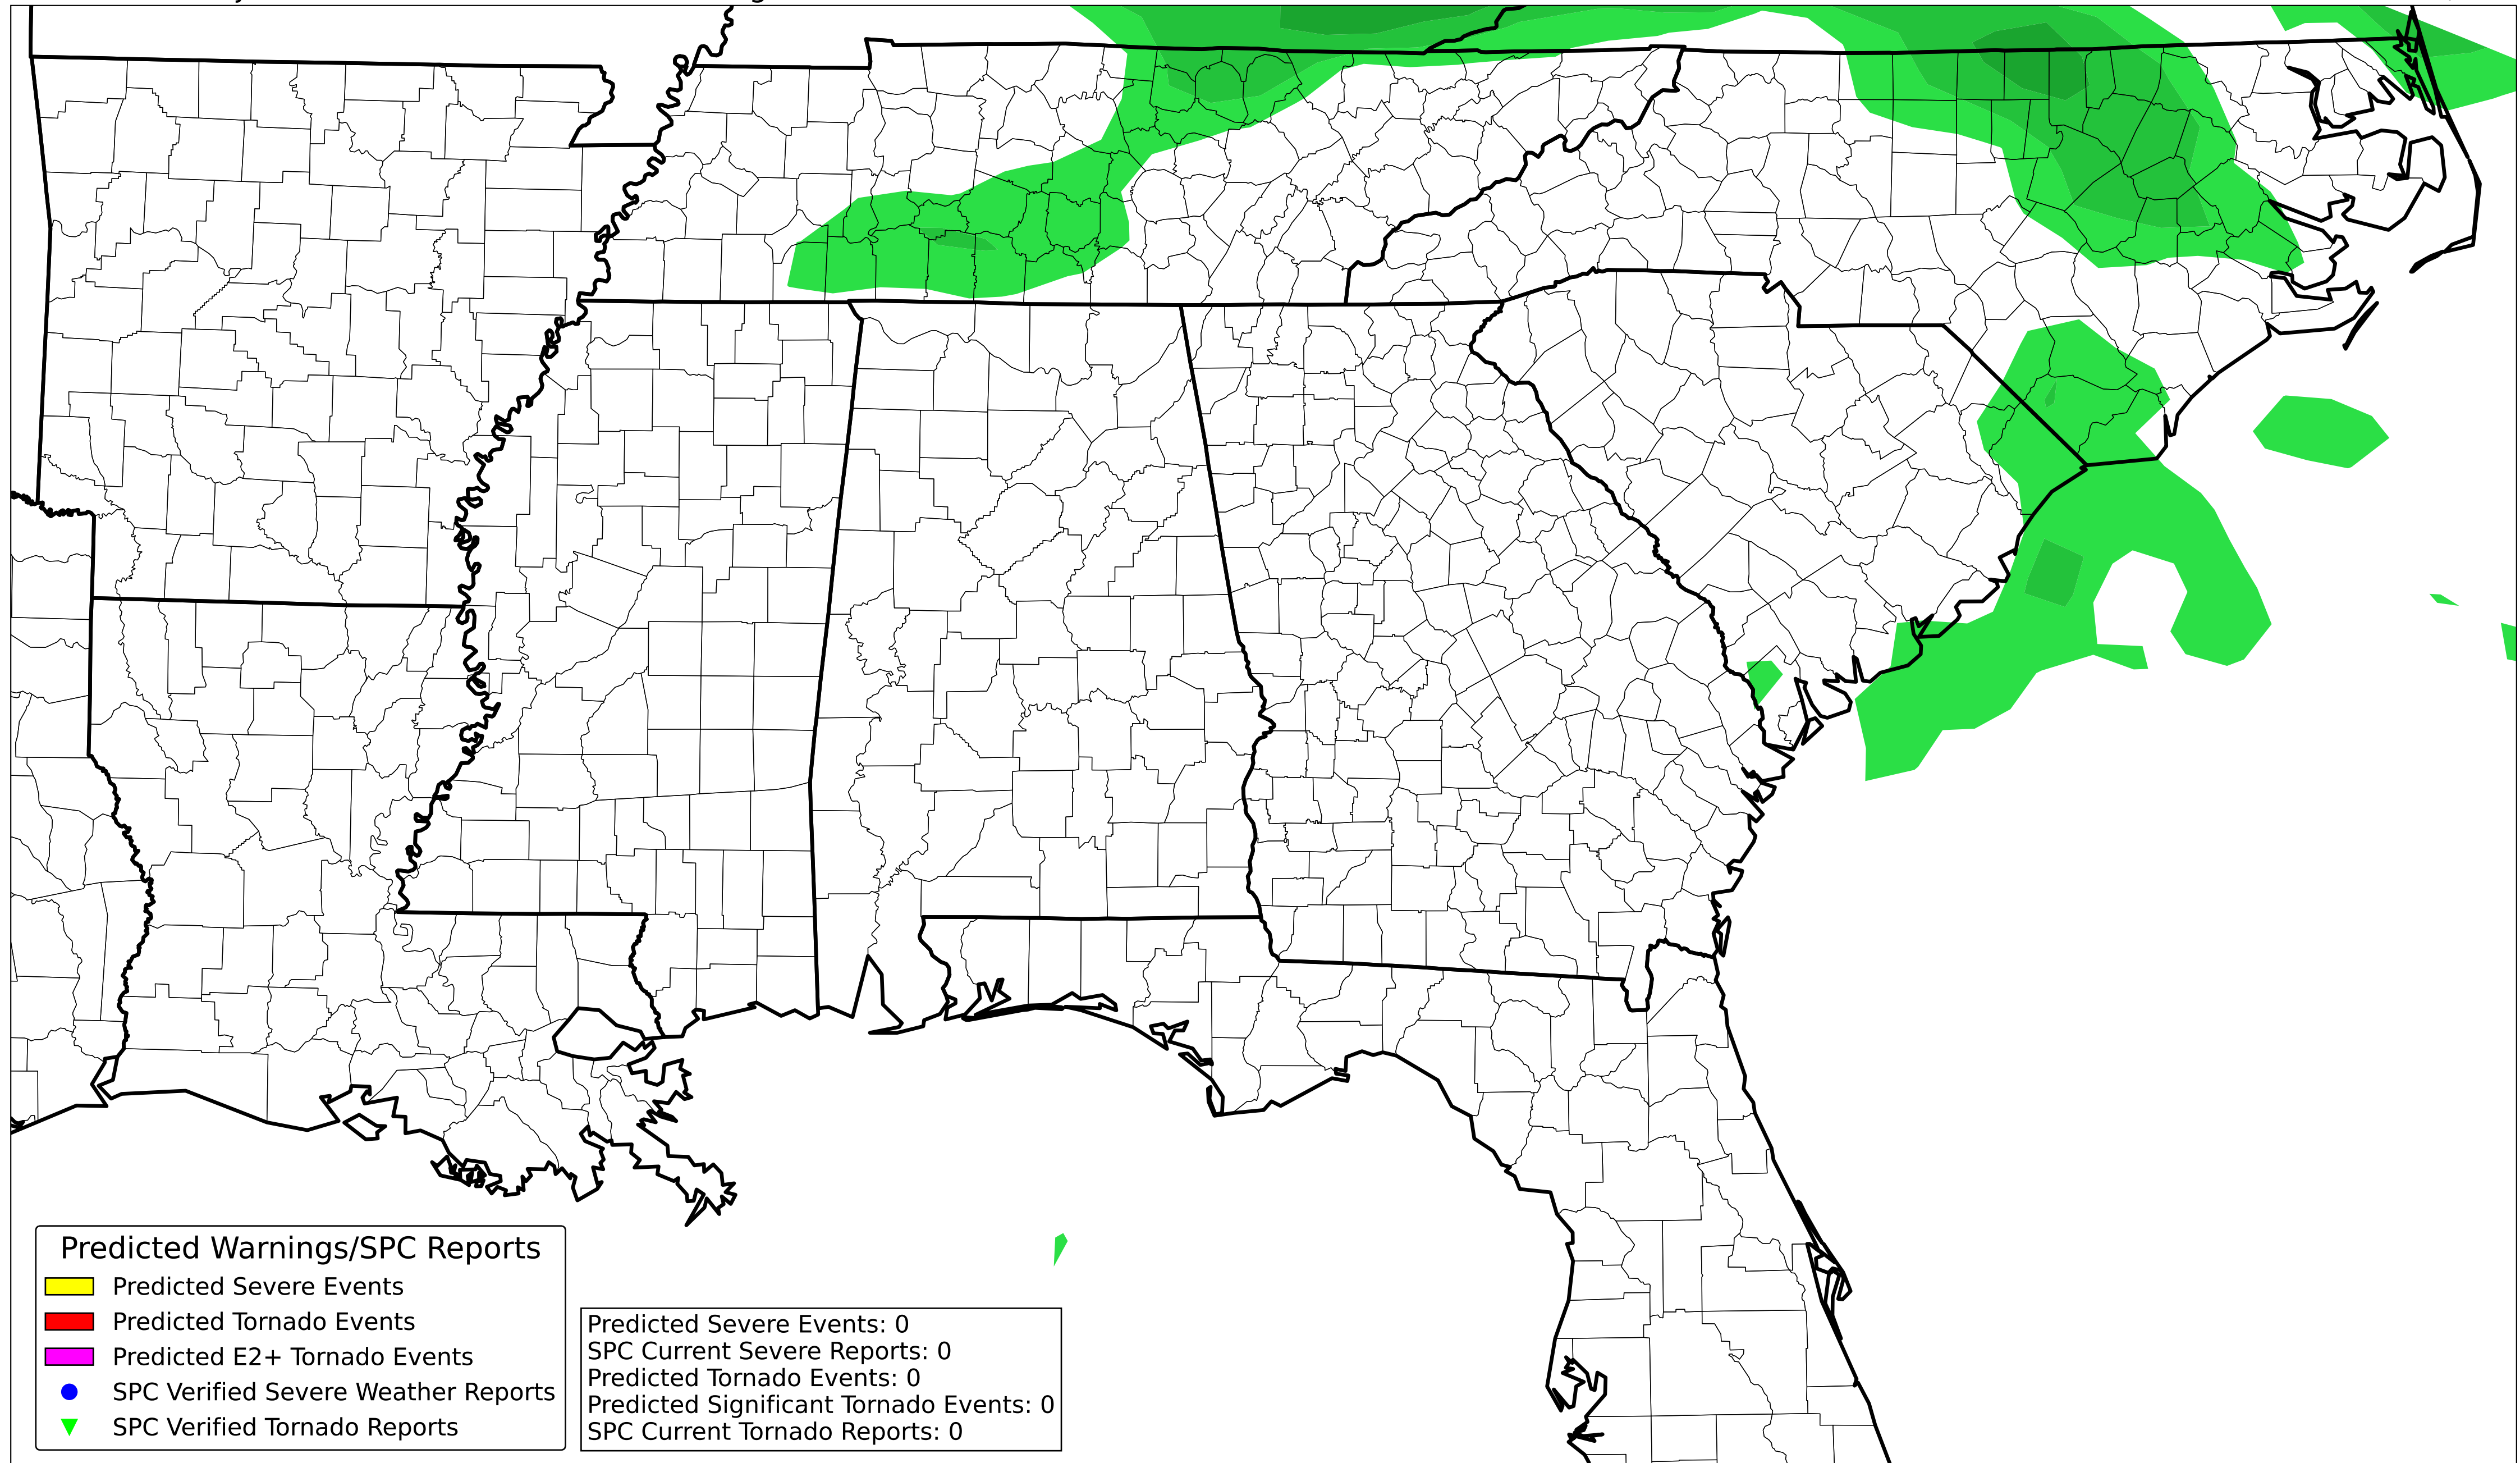 Predicted Warnings/SPC Reports
Predicted Severe Events
Predicted Tornado Events
Predicted E2+ Tornado Events
SPC Verified Severe Weather Reports
SPC Verified Tornado Reports
Predicted Severe Events: 0
SPC Current Severe Reports: 0
Predicted Tornado Events: 0
Predicted Significant Tornado Events: 0
SPC Current Tornado Reports: 0